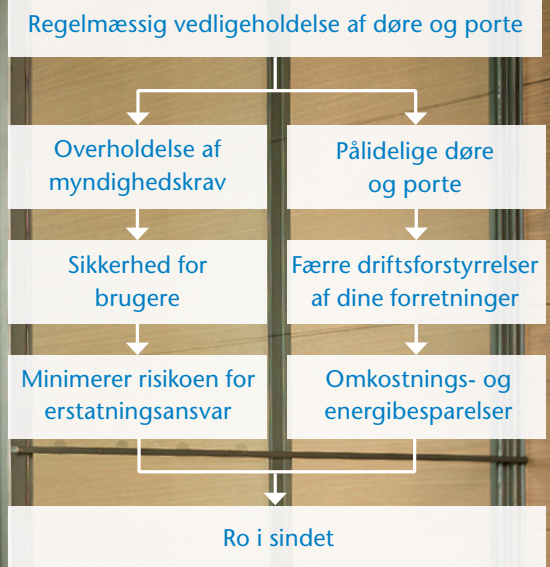 Regelmæssig vedligeholdelse af døre og porte
Overholdelse af
myndighedskrav
Pålidelige døre
og porte
Sikkerhed for
brugere
Færre driftsforstyrrelser
af dine forretninger
Minimerer risikoen for
erstatningsansvar
Omkostnings- og
energibesparelser
Ro i sindet